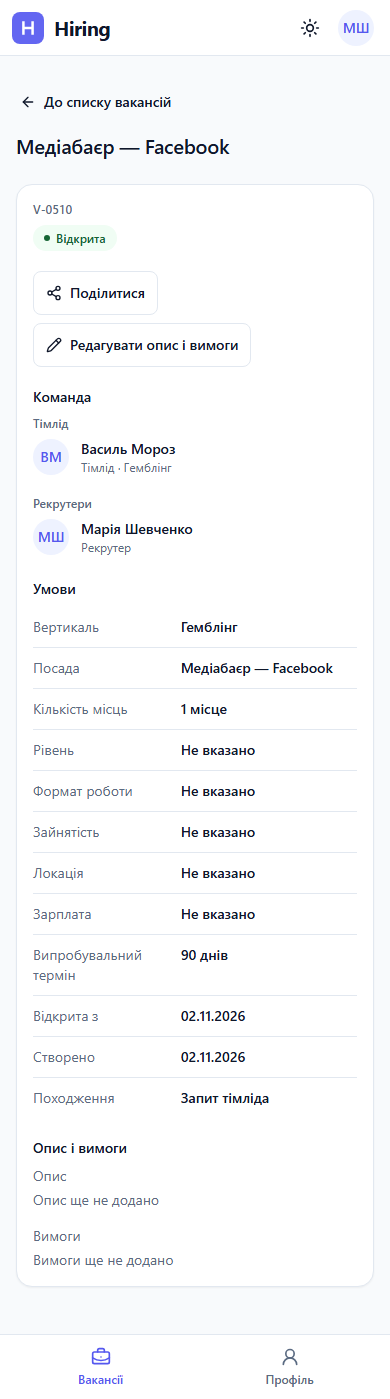 H Hiring
МШ
До списку вакансій
Медіабаєр — Facebook
V-0510
Відкрита
Поділитися
Редагувати опис і вимоги
Команда
Тімлід
ВМ
Василь Мороз
Тімлід · Гемблінг
Рекрутери
МШ
Марія Шевченко
Рекрутер
Умови
Вертикаль Гемблінг
Посада Медіабаєр — Facebook
Кількість місць 1 місце
Рівень Не вказано
Формат роботи Не вказано
Зайнятість Не вказано
Локація Не вказано
Зарплата Не вказано
Випробувальний 90 днів
термін
Відкрита з 02.11.2026
Створено 02.11.2026
Походження Запит тімліда
Опис і вимоги
Опис
Опис ще не додано
Вимоги
Вимоги ще не додано
Вакансії Профіль